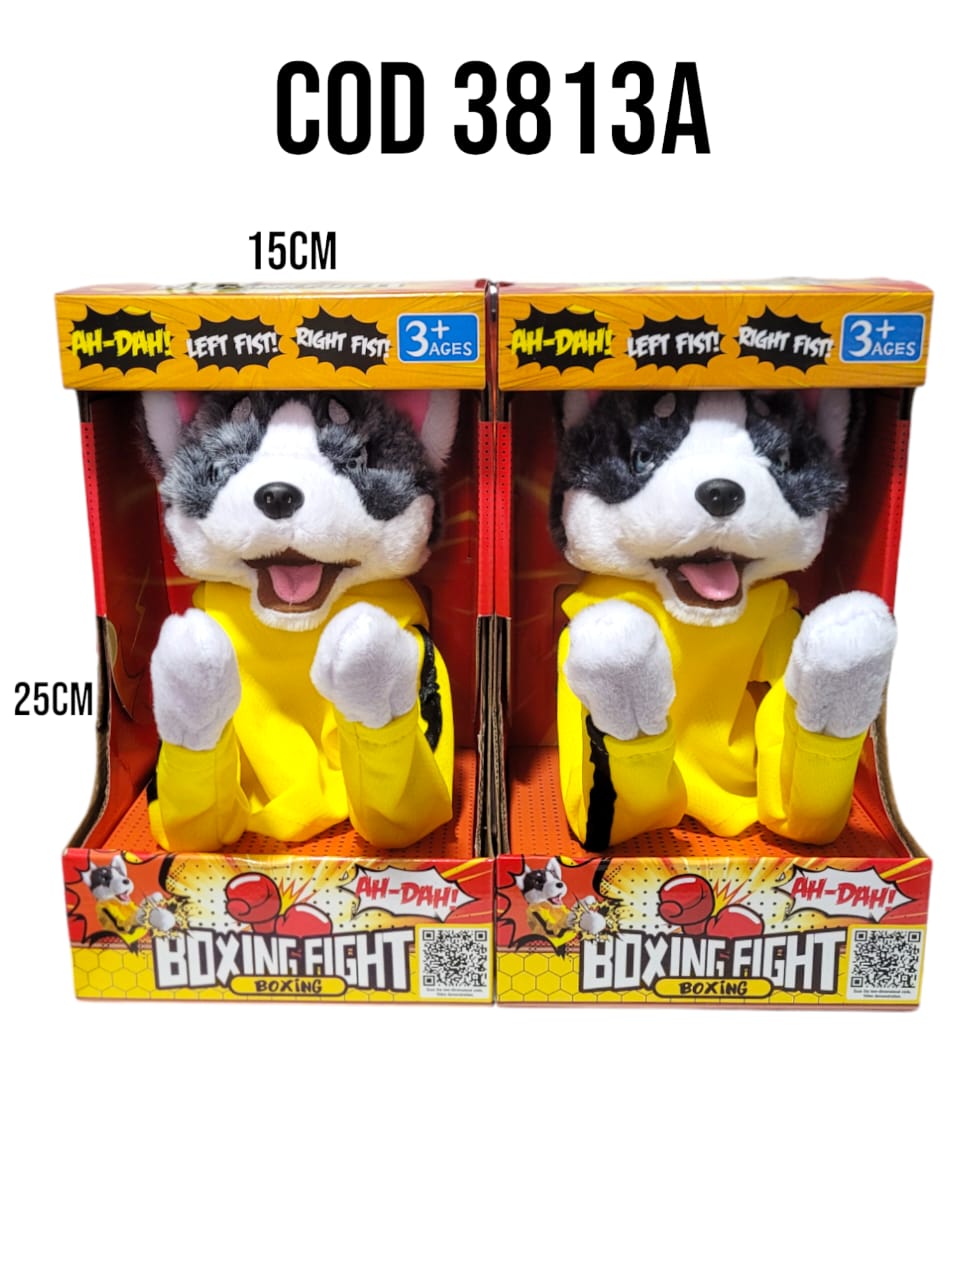 COD 3813A
15CM
AH-DAH! LEFT FIST! RIGHT FIST! 3+ AGES
AH-DAH! LEFT FIST! RIGHT FIST! 3+ AGES
25CM
AH-DAH!
BOXING FIGHT
BOXiNG
AH-DAH!
BOXING FIGHT
BOXiNG